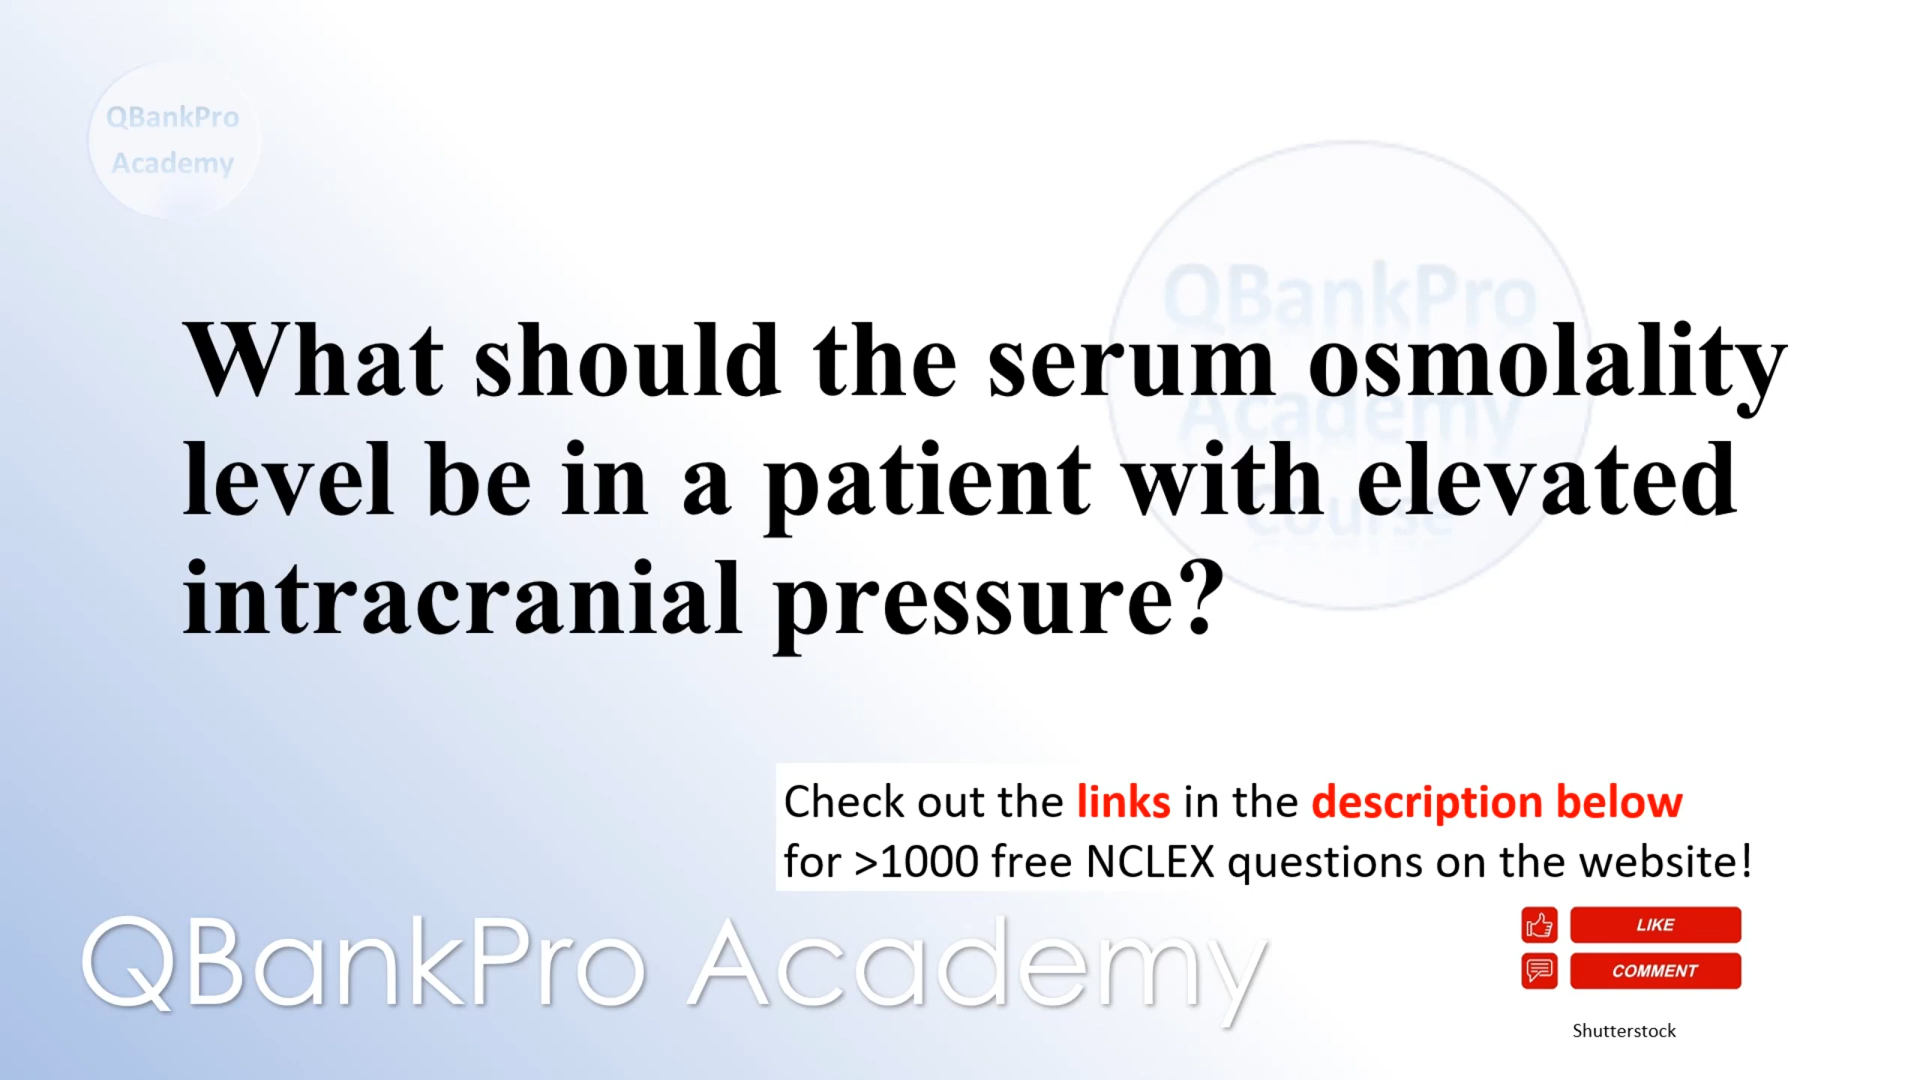 QBankPro
Academy
QBankPro
Academy
Course
What should the serum osmolality
level be in a patient with elevated
intracranial pressure?
Check out the links in the description below
for >1000 free NCLEX questions on the website!
QBankPro Academy
LIKE
COMMENT
Shutterstock